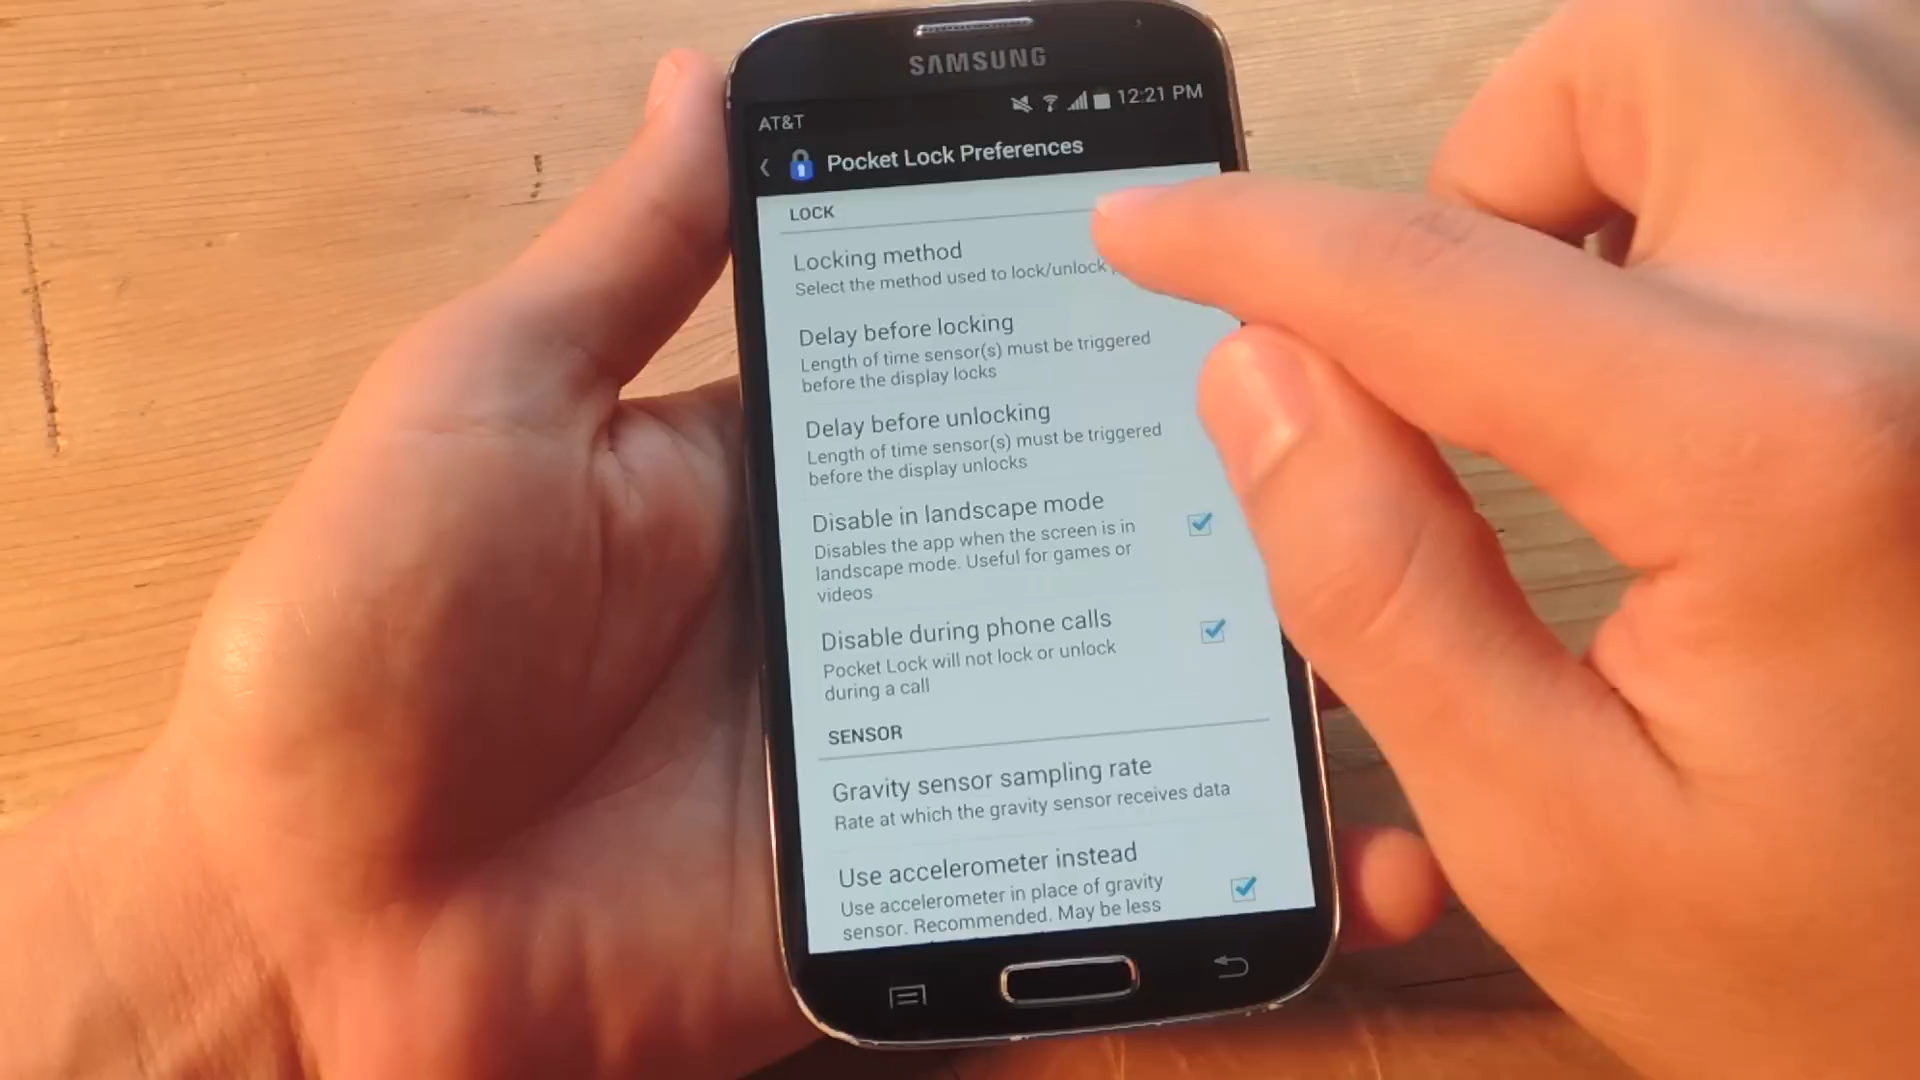 SAMSUNG
AT&T
12:21 PM
Pocket Lock Preferences
LOCK
Locking method
Select the method used to lock/unlock
Delay before locking
Length of time sensor(s) must be triggered
before the display locks
Delay before unlocking
Length of time sensor(s) must be triggered
before the display unlocks
Disable in landscape mode
Disables the app when the screen is in
landscape mode. Useful for games or
videos
Disable during phone calls
Pocket Lock will not lock or unlock
during a call
SENSOR
Gravity sensor sampling rate
Rate at which the gravity sensor receives data
Use accelerometer instead
Use accelerometer in place of gravity
sensor. Recommended. May be less